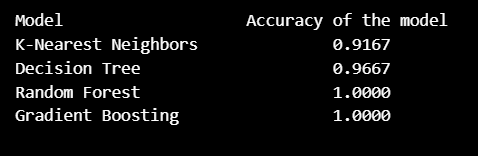 Model Accuracy of the model
K-Nearest Neighbors 0.9167
Decision Tree 0.9667
Random Forest 1.0000
Gradient Boosting 1.0000